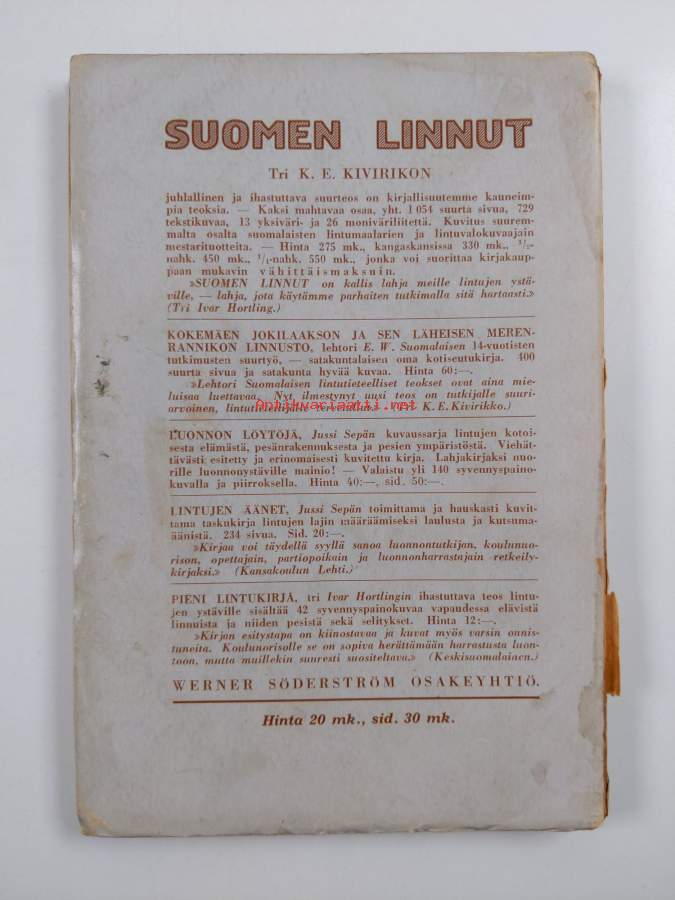 SUOMEN LINNUT
Tri K. E. KIVIRIKON
juhlallinen ja ihastuttava suurteos on kirjallisuutemme kauneim-
pia teoksia. — Kaksi mahtavaa osaa, yht. 1 054 suurta sivua, 729
tekstikuvaa, 13 yksiväri- ja 26 moniväriliitettä. Kuvitus suurem-
malta osalta suomalaisten lintumaalarien ja lintuvalokuvaajain
mestarituotteita. — Hinta 275 mk., kangaskansissa 330 mk., ¹/₂-
nahk. 450 mk., ¹/₁-nahk. 550 mk., jonka voi suorittaa kirjakaup-
paan mukavin vähittäismaksuin.
»SUOMEN LINNUT on kallis lahja meille lintujen ystä-
ville, — lahja, jota käytämme parhaiten tutkimalla sitä hartaasti.»
(Tri Ivar Hortling.)
KOKEMÄEN JOKILAAKSON JA SEN LÄHEISEN MEREN-
RANNIKON LINNUSTO, lehtori E. W. Suomalaisen 14-vuotisten
tutkimusten suurtyö, — satakuntalaisen oma kotiseutukirja. 400
suurta sivua ja satakunta hyvää kuvaa. Hinta 60:—.
»Lehtori Suomalaisen lintutieteelliset teokset ovat aina mie-
luisaa luettavaa. Nyt ilmestynyt uusi teos on tutkijalle suuri-
arvoinen, K. E. Kivirikko.)
Antikvariaatti.net
LUONNON LÖYTÖJÄ, Jussi Sepän kuvaussarja lintujen kotoi-
sesta elämästä, pesänrakennuksesta ja pesien ympäristöstä. Viehät-
tävästi esitetty ja erinomaisesti kuvitettu kirja. Lahjakirjaksi nuo-
rille luonnonystäville mainio! — Valaistu yli 140 syvennyspaino-
kuvalla ja piirroksella. Hinta 40:—, sid. 50:—.
LINTUJEN ÄÄNET, Jussi Sepän toimittama ja hauskasti kuvit-
tama taskukirja lintujen lajin määräämiseksi laulusta ja kutsuma-
äänistä. 234 sivua. Sid. 20:—.
»Kirjaa voi täydellä syyllä sanoa luonnontutkijan, koulunuo-
rison, opettajain, partiopoikain ja luonnonharrastajain retkeily-
kirjaksi.» (Kansakoulun Lehti.)
PIENI LINTUKIRJA, tri Ivar Hortlingin ihastuttava teos lintu-
jen ystäville sisältää 42 syvennyspainokuvaa vapaudessa elävistä
linnuista ja niiden pesistä sekä selitykset. Hinta 12:—.
»Kirjan esitystapa on kiinostavaa ja kuvat myös varsin onnis-
tuneita. Koulunorisolle se on sopiva herättämään harrastusta luon-
toon, mutta muillekin suuresti suositeltava.» (Keskisuomalainen.)
WERNER SÖDERSTRÖM OSAKEYHTIÖ.
Hinta 20 mk., sid. 30 mk.